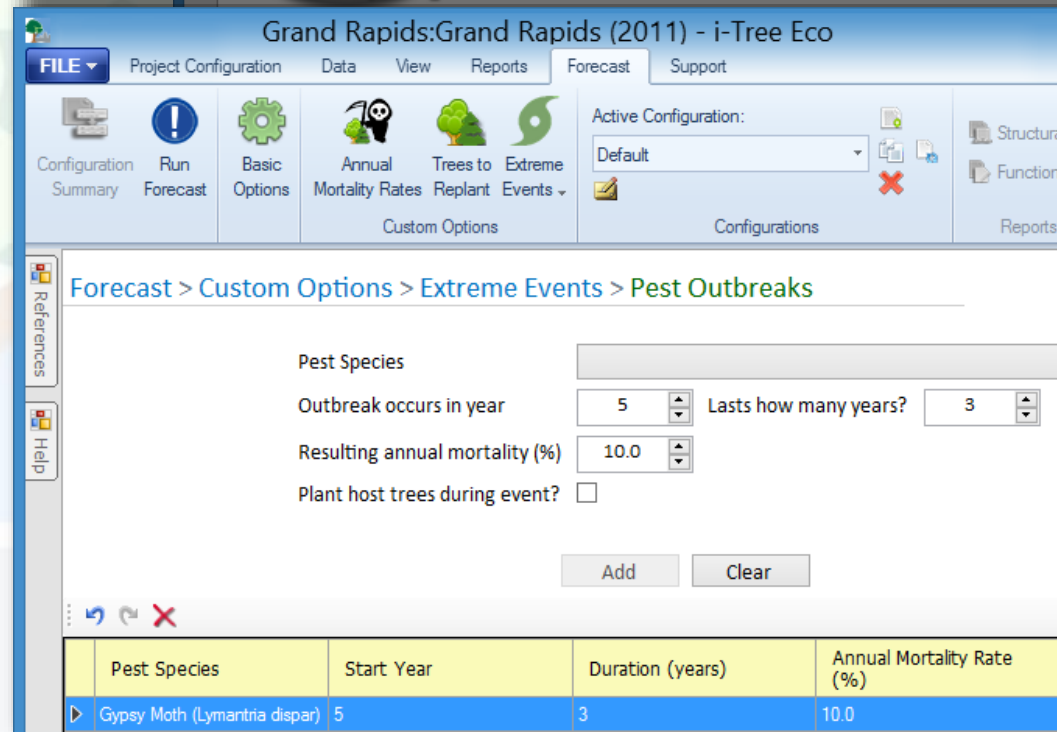 Grand Rapids:Grand Rapids (2011) - i-Tree Eco
FILE Project Configuration Data View Reports Forecast Support
Configuration Summary
Run Forecast
Basic Options
Annual Mortality Rates
Trees to Replant
Extreme Events
Custom Options
Active Configuration:
Default
Configurations
Structura
Function
Reports
References
Help
Forecast > Custom Options > Extreme Events > Pest Outbreaks
Pest Species
Outbreak occurs in year 5 Lasts how many years? 3
Resulting annual mortality (%) 10.0
Plant host trees during event?
Add Clear
Pest Species Start Year Duration (years) Annual Mortality Rate (%)
Gypsy Moth (Lymantria dispar) 5 3 10.0